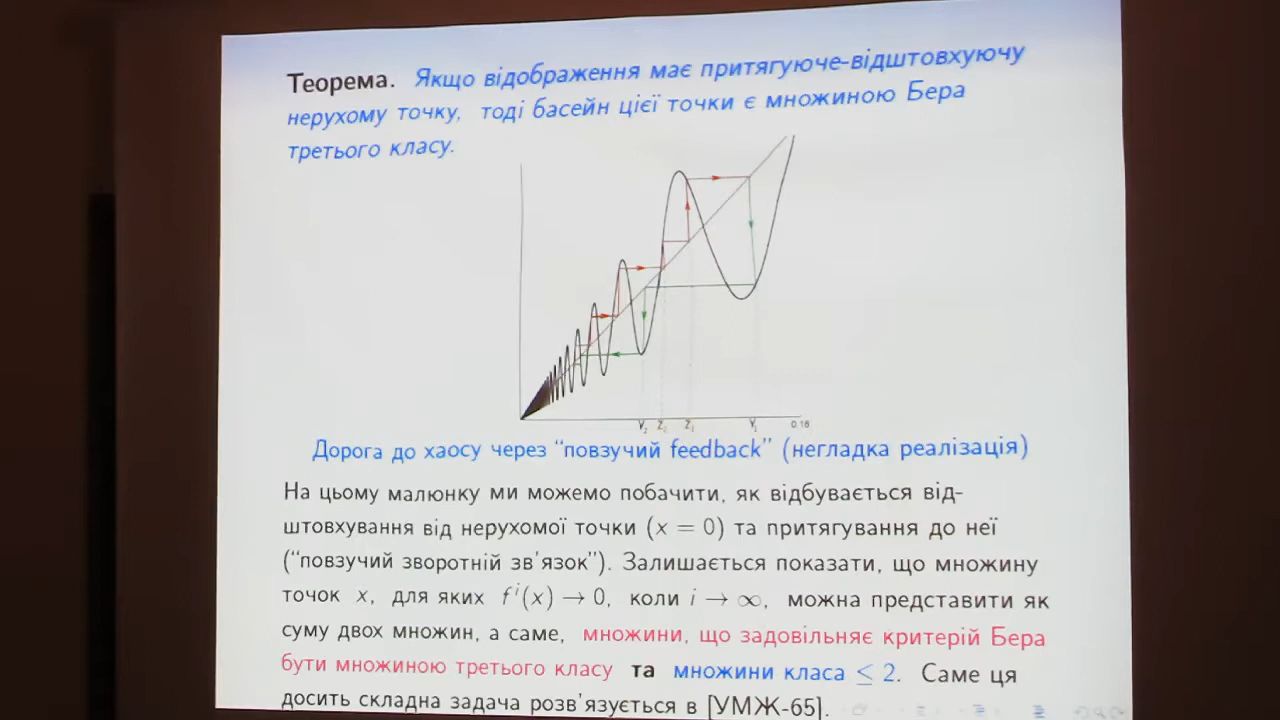 Теорема. Якщо відображення має притягуюче-відштовхуючу
нерухому точку, тоді басейн цієї точки є множиною Бера
третього класу.
Y₂ Z₂ Z₁ Y₁ 0.16
Дорога до хаосу через “повзучий feedback” (негладка реалізація)
На цьому малюнку ми можемо побачити, як відбувається від-
штовхування від нерухомої точки (x = 0) та притягування до неї
(“повзучий зворотній зв'язок”). Залишається показати, що множину
точок x, для яких fⁱ(x) → 0, коли i → ∞, можна представити як
суму двох множин, а саме, множини, що задовільняє критерій Бера
бути множиною третього класу та множини класа ≤ 2. Саме ця
досить складна задача розв'язується в [УМЖ-65].